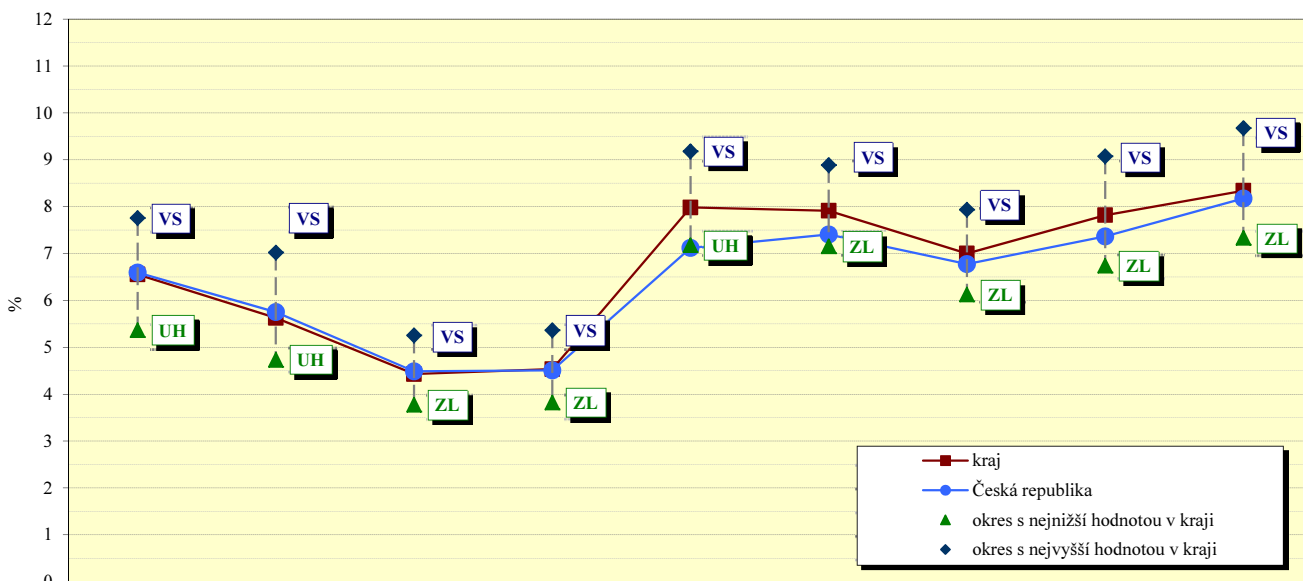 12
11
10
9
8
7
6
5
4
3
2
1
0
%
VS
VS
VS
VS
VS
VS
VS
VS
VS
UH
UH
ZL
ZL
UH
ZL
ZL
ZL
ZL
kraj
Česká republika
okres s nejnižší hodnotou v kraji
okres s nejvyšší hodnotou v kraji